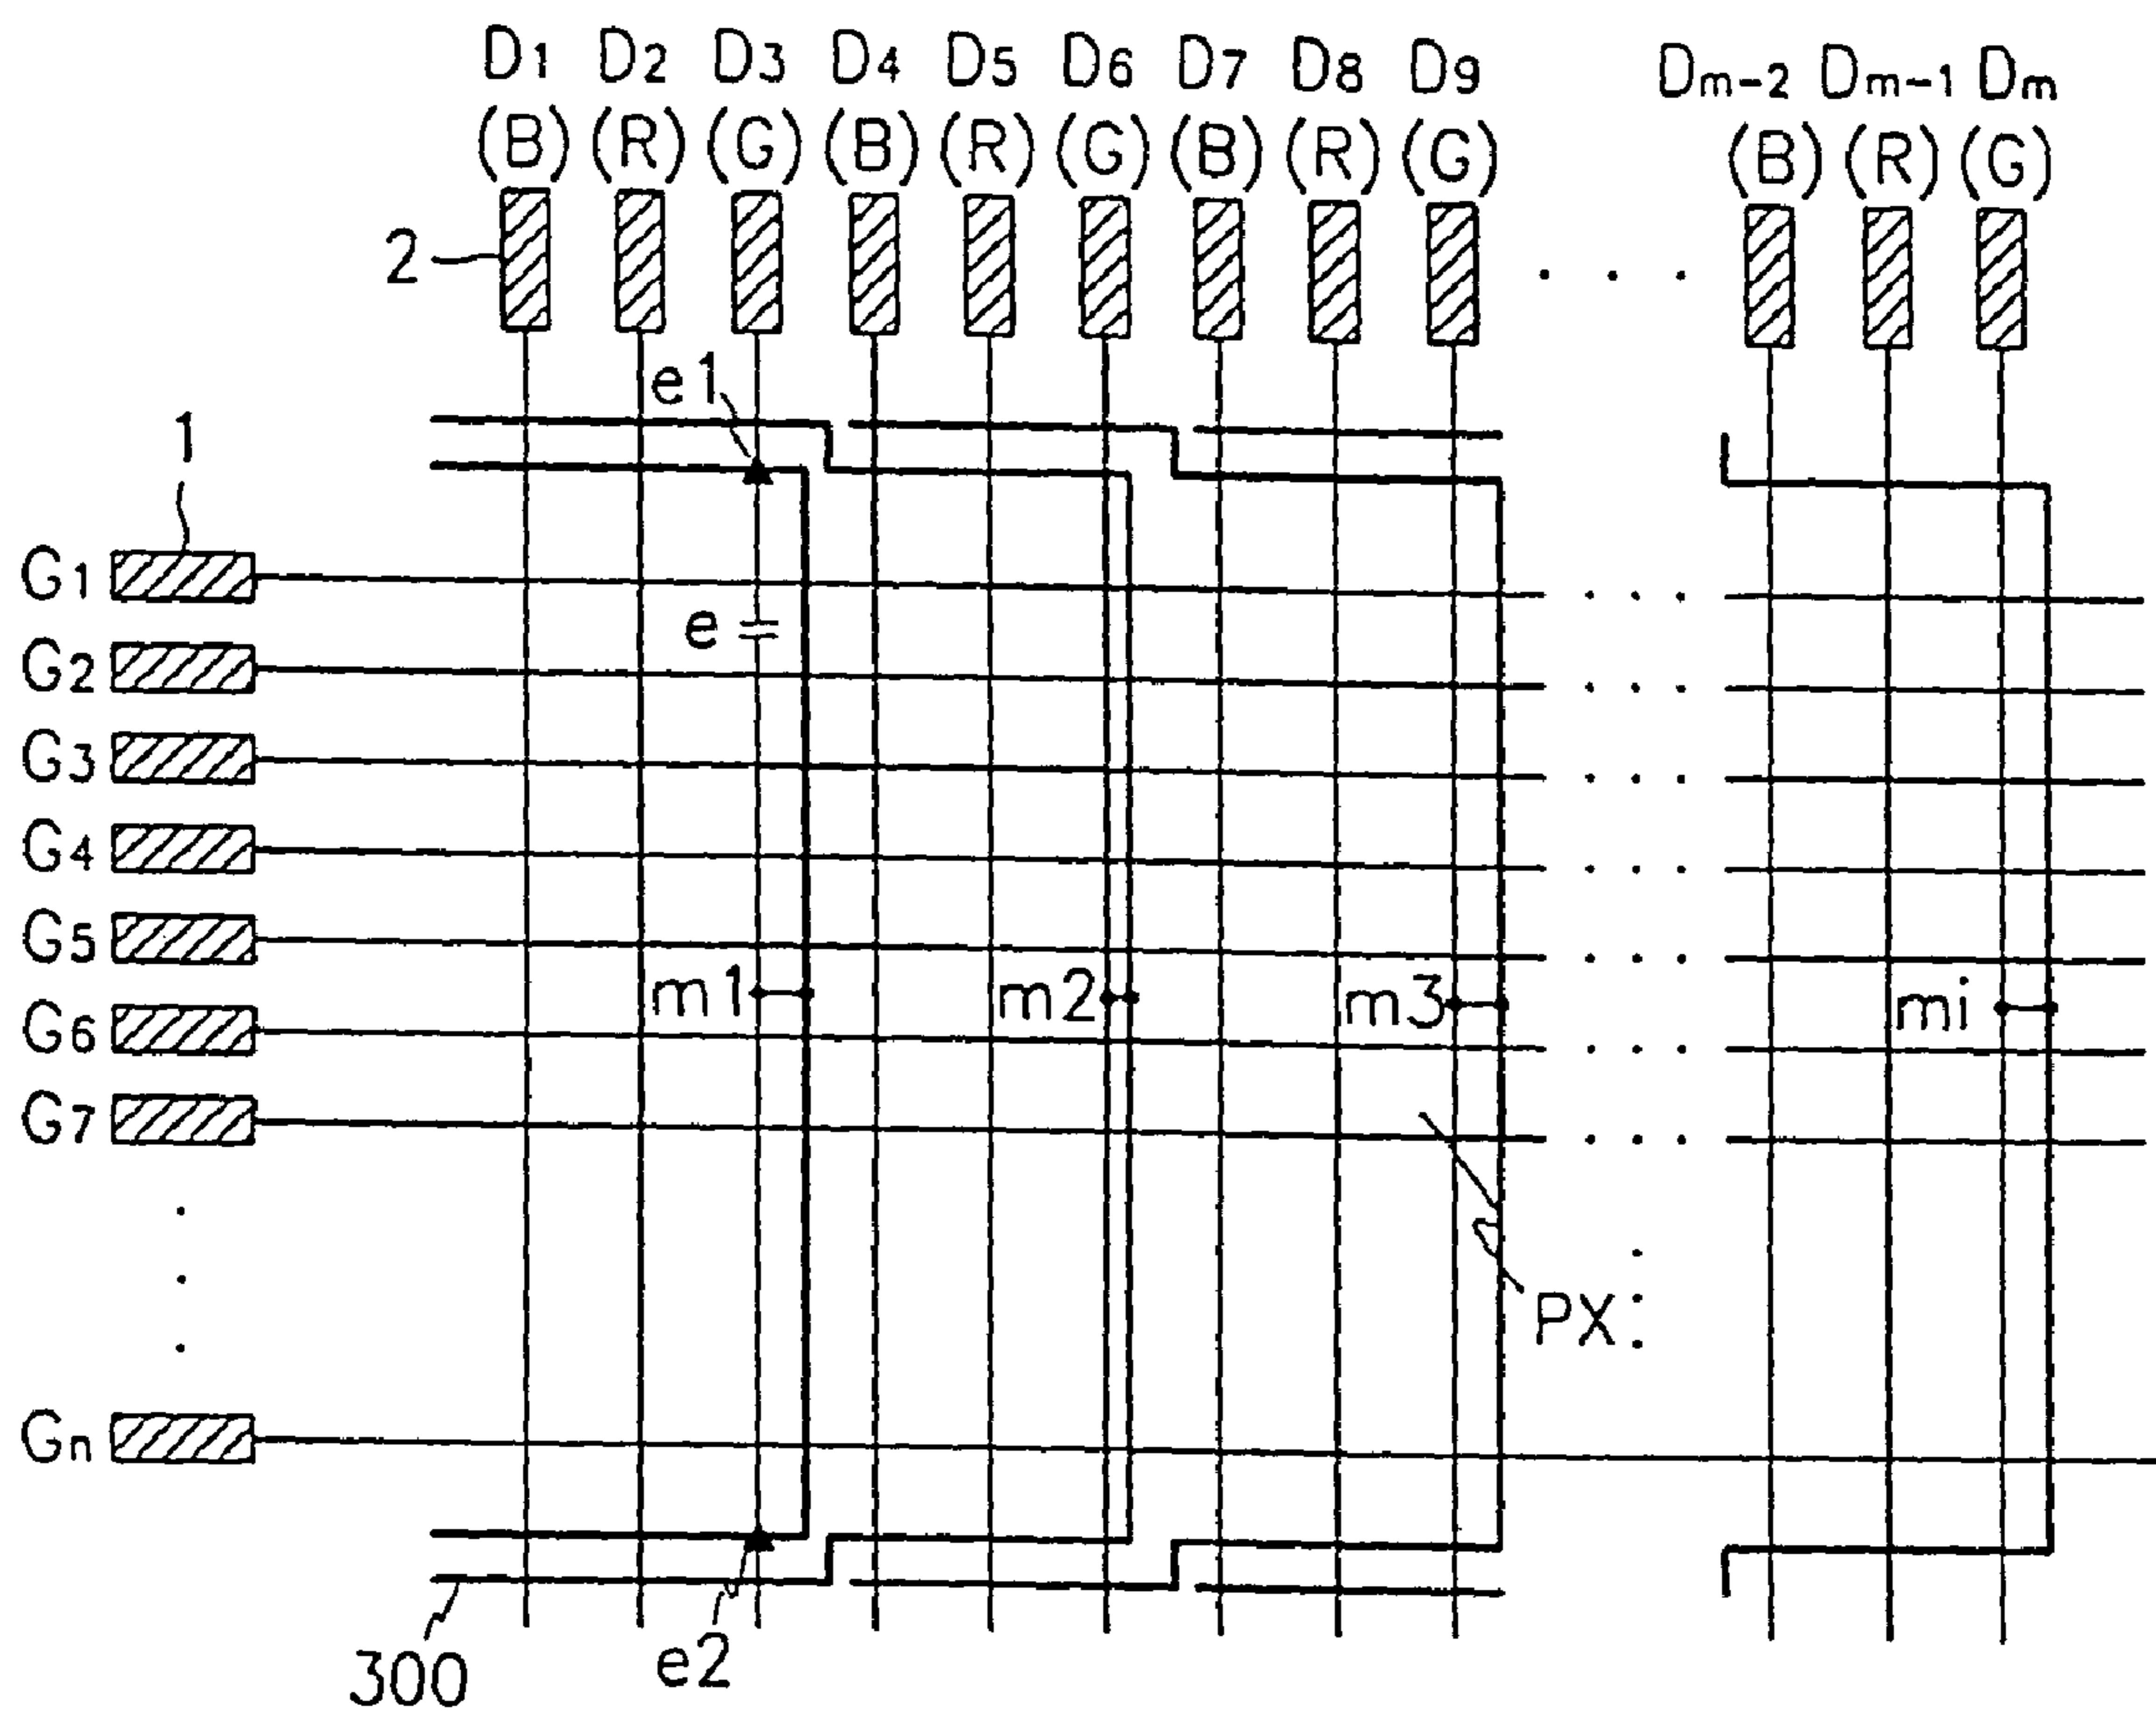 D1 D2 D3 D4 D5 D6 D7 D8 D9 Dm-2 Dm-1 Dm
(B) (R) (G) (B) (R) (G) (B) (R) (G) (B) (R) (G)
2
e1
1
G1
e
G2
G3
G4
G5
m1 m2 m3 mi
G6
G7
PX
Gn
300
e2